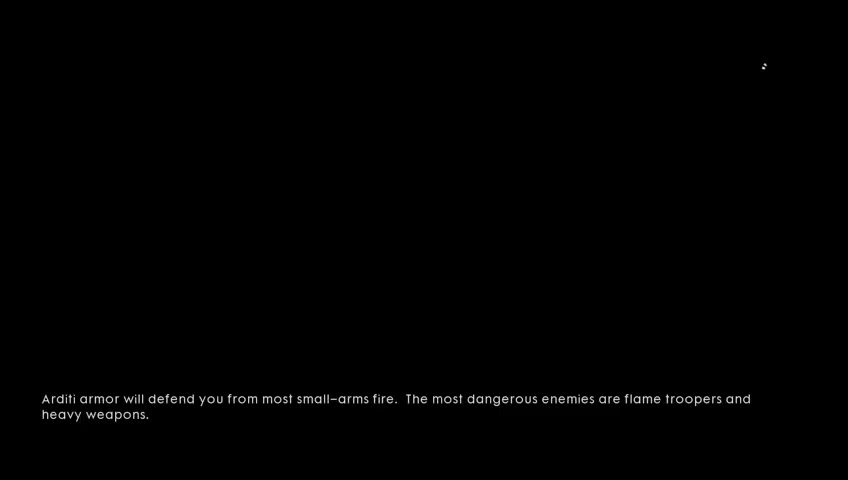 Arditi armor will defend you from most small-arms fire.  The most dangerous enemies are flame troopers and
heavy weapons.